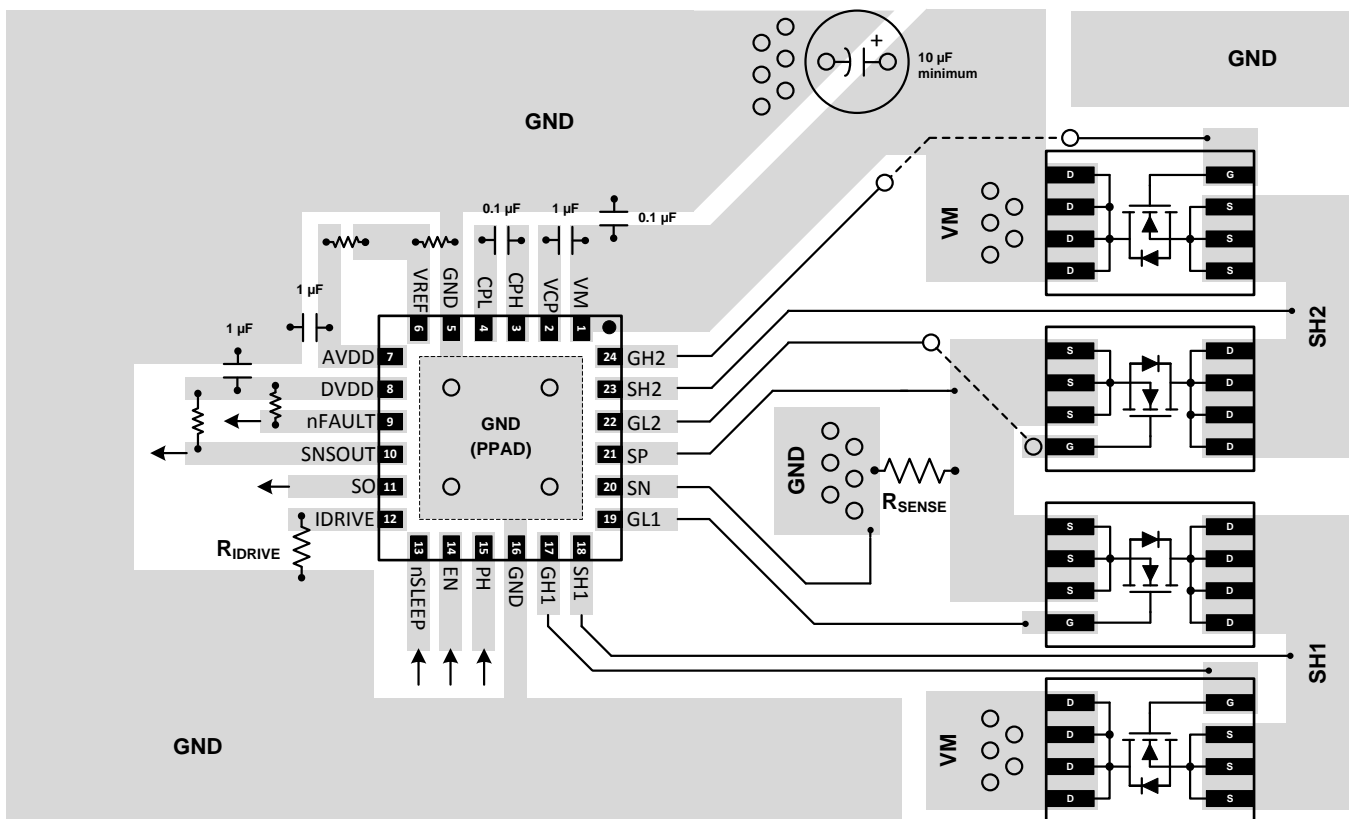 +
10 µF
minimum
GND
GND
0.1 µF
1 µF
0.1 µF
1 µF
1 µF
VREF
GND
CPL
CPH
VCP
VM
6
5
4
3
2
1
AVDD
7
DVDD
8
nFAULT
9
SNSOUT
10
SO
11
IDRIVE
12
RIDRIVE
GND
(PPAD)
24
GH2
23
SH2
22
GL2
21
SP
20
SN
19
GL1
13
14
15
16
17
18
nSLEEP
EN
PH
GND
GH1
SH1
GND
RSENSE
VM
D
D
D
D
G
S
S
S
SH2
S
S
S
G
D
D
D
D
S
S
S
G
D
D
D
D
SH1
VM
D
D
D
D
G
S
S
S
GND